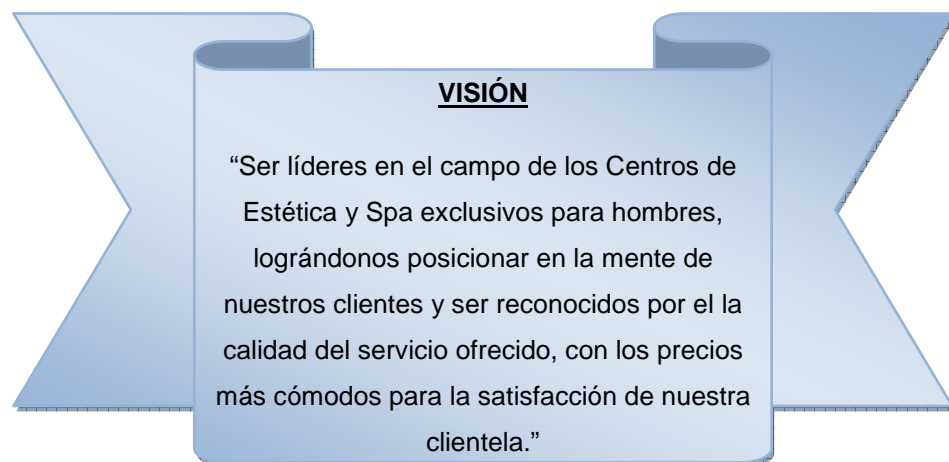 VISIÓN
“Ser líderes en el campo de los Centros de
Estética y Spa exclusivos para hombres,
lográndonos posicionar en la mente de
nuestros clientes y ser reconocidos por el la
calidad del servicio ofrecido, con los precios
más cómodos para la satisfacción de nuestra
clientela.”